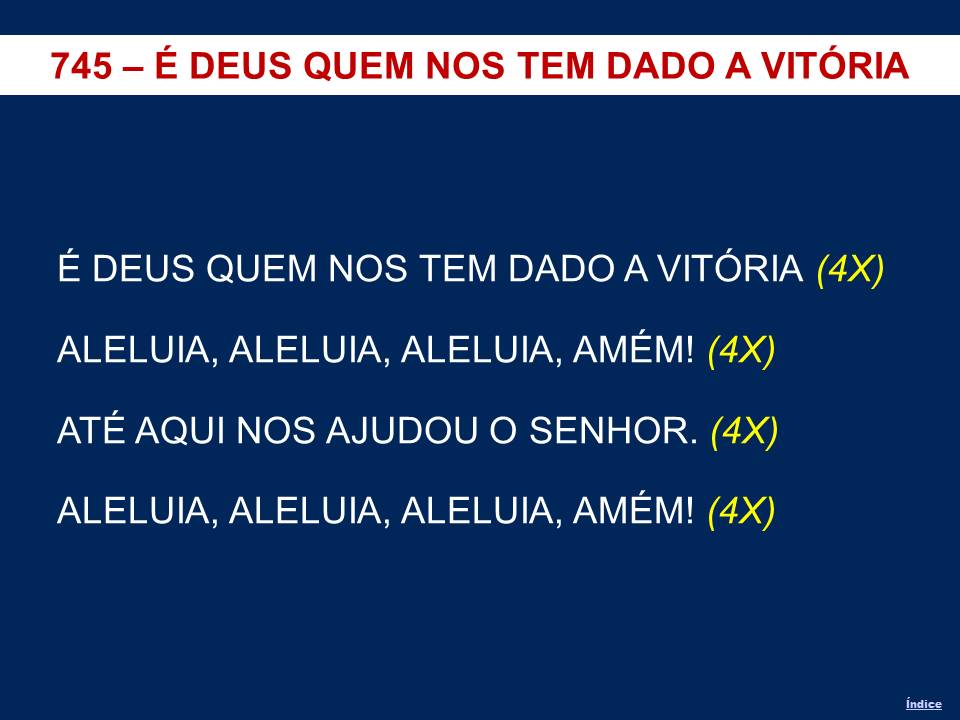 745 – É DEUS QUEM NOS TEM DADO A VITÓRIA
É DEUS QUEM NOS TEM DADO A VITÓRIA (4X)
ALELUIA, ALELUIA, ALELUIA, AMÉM! (4X)
ATÉ AQUI NOS AJUDOU O SENHOR. (4X)
ALELUIA, ALELUIA, ALELUIA, AMÉM! (4X)
Índice